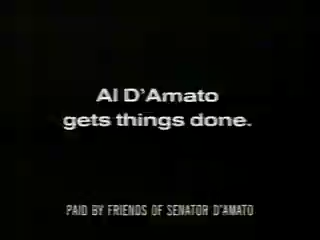 Al D'Amato
gets things done.
PAID BY FRIENDS OF SENATOR D'AMATO